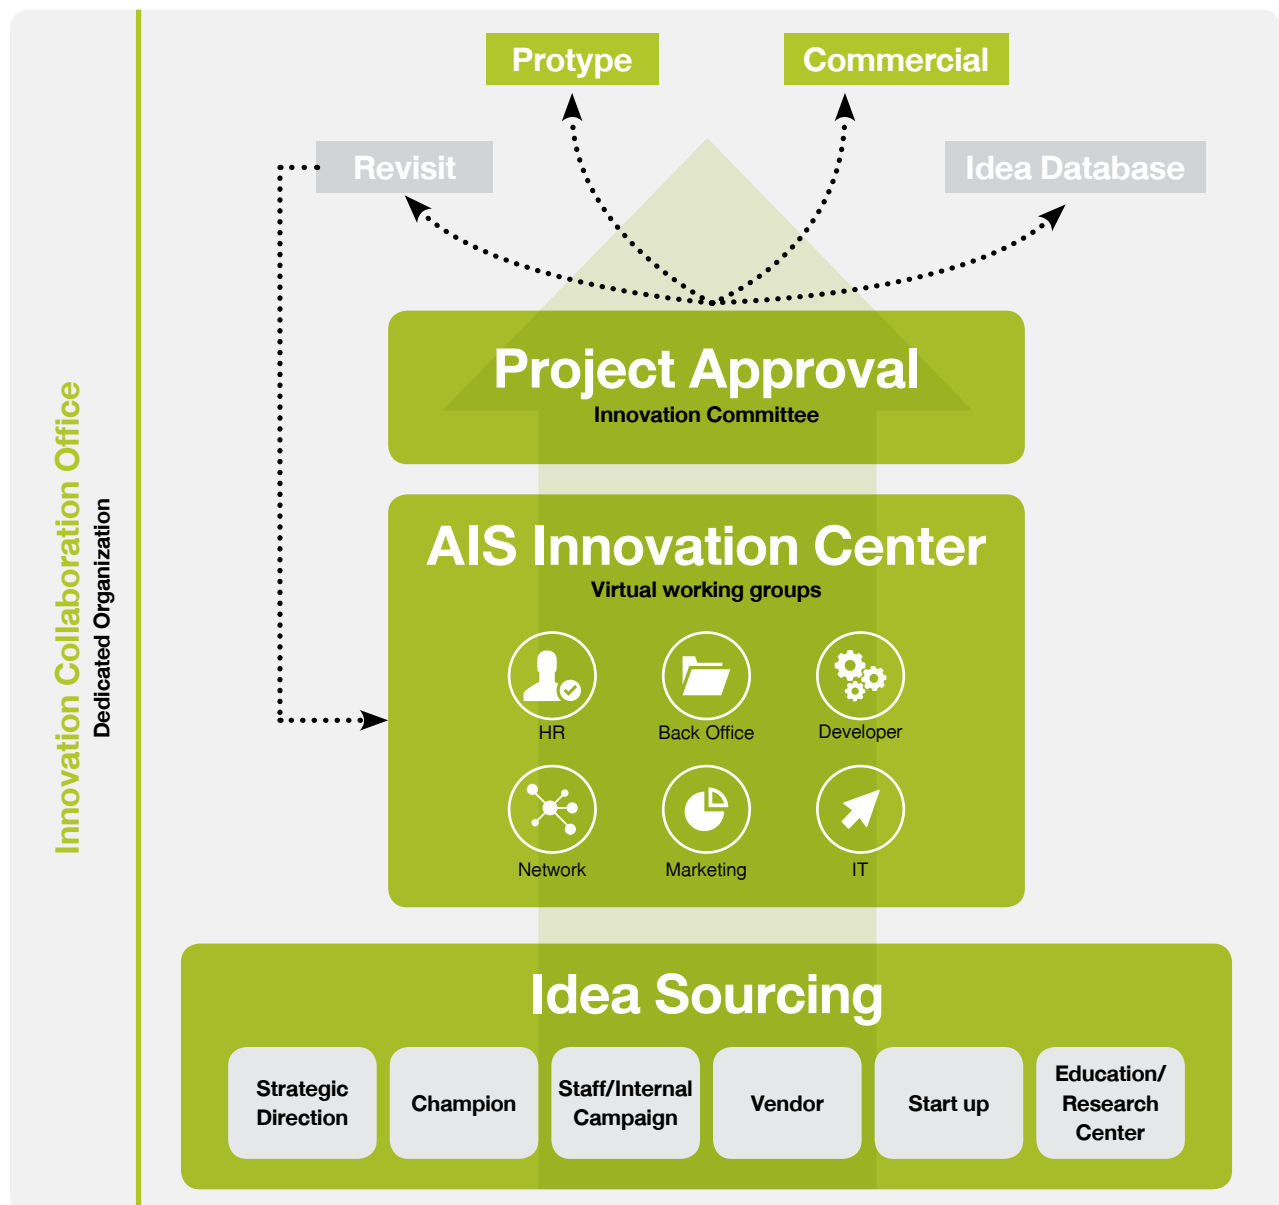 Protype
Commercial
Revisit
Idea Database
Project Approval
Innovation Committee
AIS Innovation Center
Virtual working groups
HR
Back Office
Developer
Network
Marketing
IT
Idea Sourcing
Strategic
Direction
Champion
Staff/Internal
Campaign
Vendor
Start up
Education/
Research
Center
Innovation Collaboration Office
Dedicated Organization